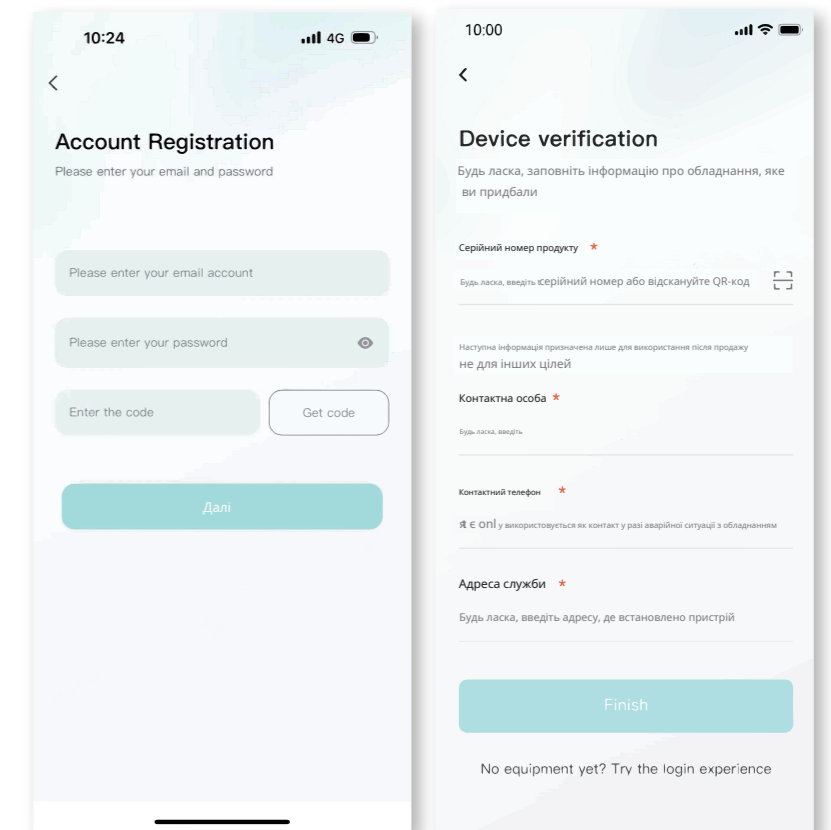 10:24
4G
Account Registration
Please enter your email and password
Please enter your email account
Please enter your password
Enter the code
Get code
Далі
10:00
Device verification
Будь ласка, заповніть інформацію про обладнання, яке
ви придбали
Серійний номер продукту *
Будь ласка, введіть серійний номер або відскануйте QR-код
Наступна інформація призначена лише для використання після продажу
не для інших цілей
Контактна особа *
Будь ласка, введіть
Контактний телефон *
є onl у використовується як контакт у разі аварійної ситуації з обладнанням
Адреса служби *
Будь ласка, введіть адресу, де встановлено пристрій
Finish
No equipment yet? Try the login experience